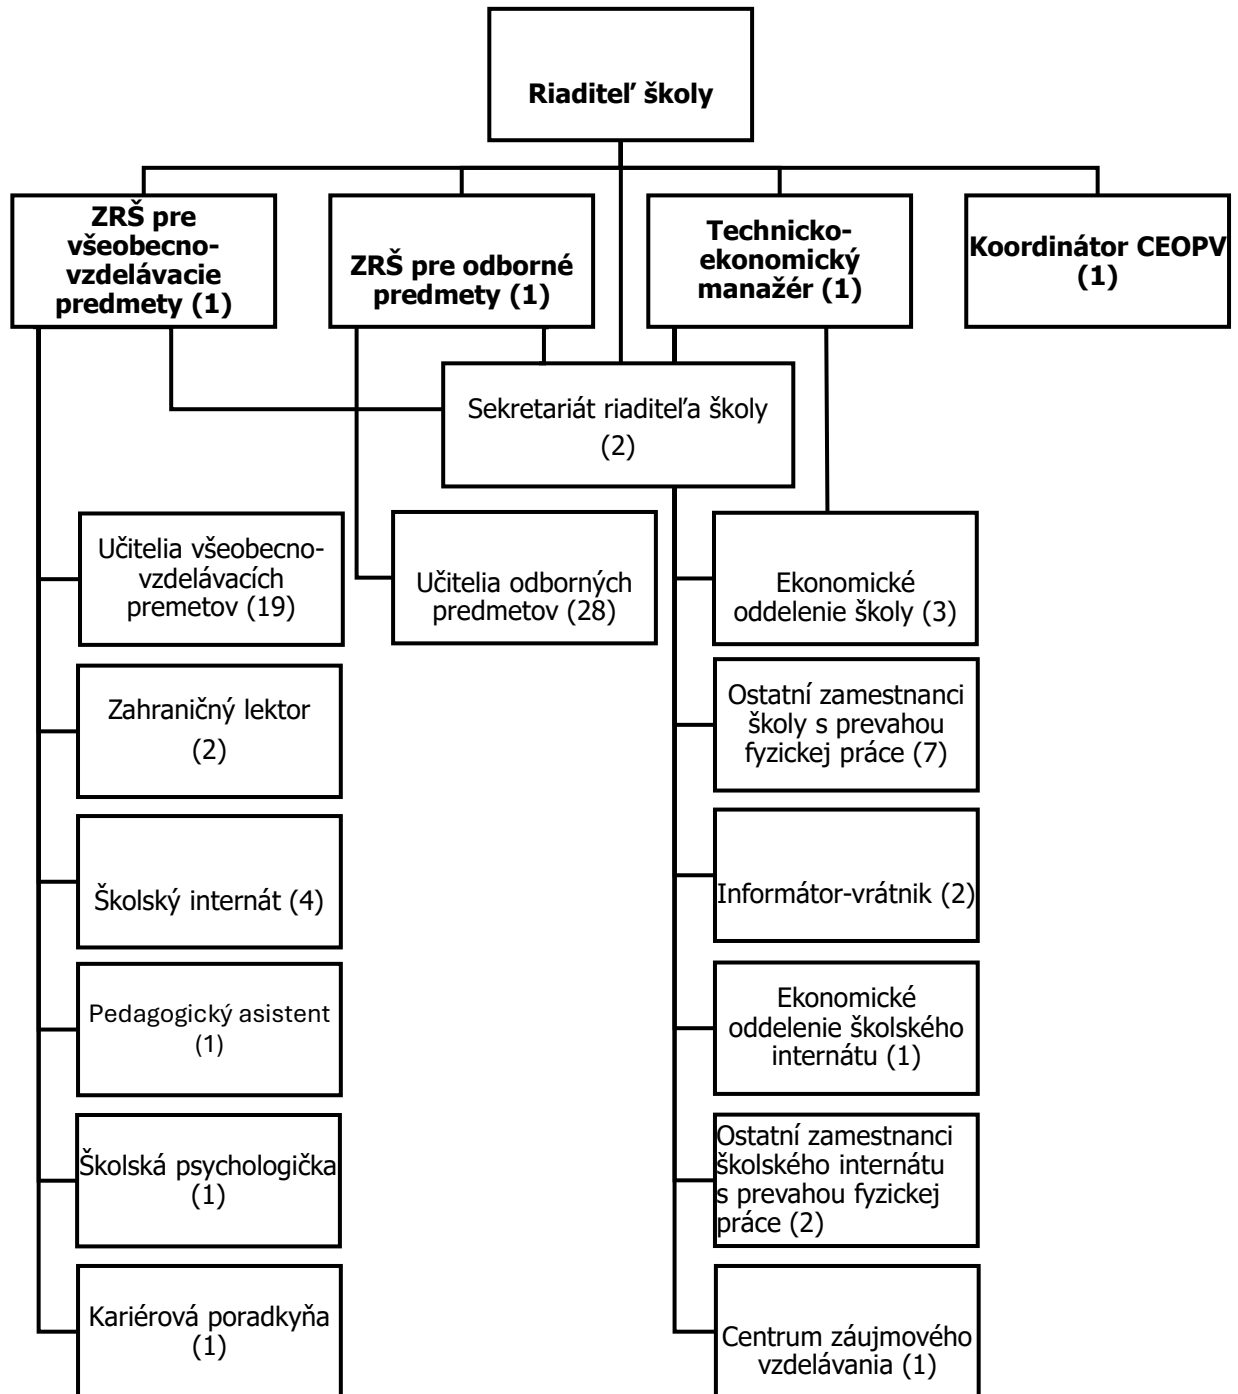 Riaditeľ školy
ZRŠ pre
všeobecno-
vzdelávacie
predmety (1)
ZRŠ pre odborné
predmety (1)
Technicko-
ekonomický
manažér (1)
Koordinátor CEOPV
(1)
Sekretariát riaditeľa školy
(2)
Učitelia všeobecno-
vzdelávacích
premetov (19)
Učitelia odborných
predmetov (28)
Ekonomické
oddelenie školy (3)
Zahraničný lektor
(2)
Ostatní zamestnanci
školy s prevahou
fyzickej práce (7)
Školský internát (4)
Informátor-vrátnik (2)
Pedagogický asistent
(1)
Ekonomické
oddelenie školského
internátu (1)
Školská psychologička
(1)
Ostatní zamestnanci
školského internátu
s prevahou fyzickej
práce (2)
Kariérová poradkyňa
(1)
Centrum záujmového
vzdelávania (1)